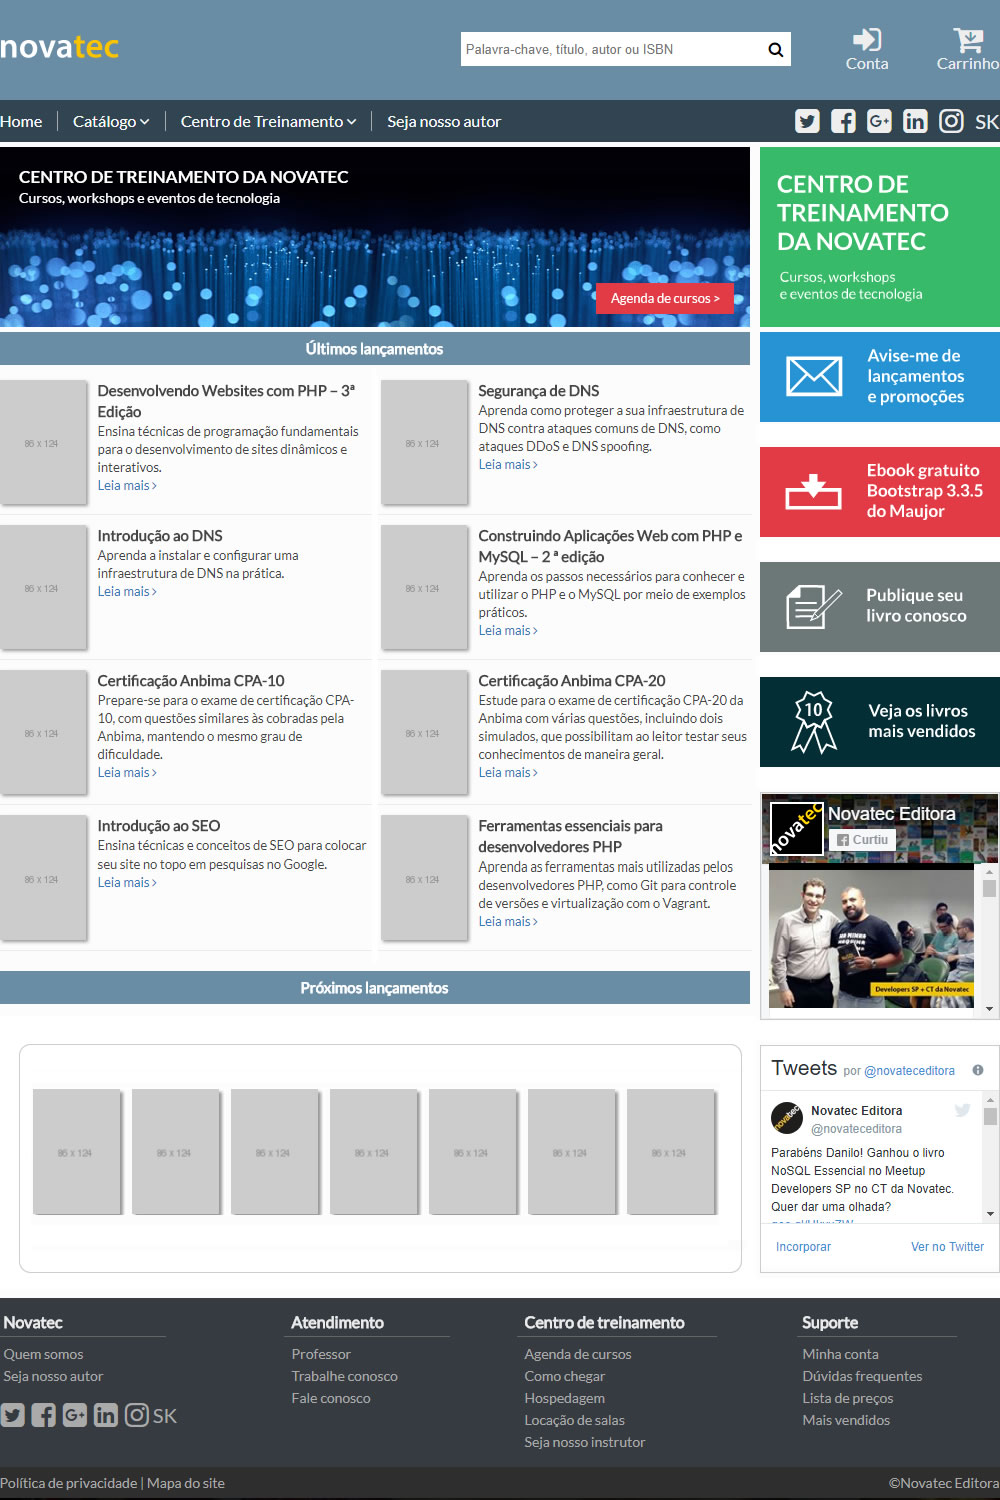 novatec
Palavra-chave, título, autor ou ISBN
Conta
Carrinho
Home
Catálogo
Centro de Treinamento
Seja nosso autor
SK
CENTRO DE TREINAMENTO DA NOVATEC
Cursos, workshops e eventos de tecnologia
Agenda de cursos >
CENTRO DE
TREINAMENTO
DA NOVATEC
Cursos, workshops
e eventos de tecnologia
Últimos lançamentos
86 x 124
Desenvolvendo Websites com PHP – 3ª
Edição
Ensina técnicas de programação fundamentais
para o desenvolvimento de sites dinâmicos e
interativos.
Leia mais >
86 x 124
Segurança de DNS
Aprenda como proteger a sua infraestrutura de
DNS contra ataques comuns de DNS, como
ataques DDoS e DNS spoofing.
Leia mais >
86 x 124
Introdução ao DNS
Aprenda a instalar e configurar uma
infraestrutura de DNS na prática.
Leia mais >
86 x 124
Construindo Aplicações Web com PHP e
MySQL – 2 ª edição
Aprenda os passos necessários para conhecer e
utilizar o PHP e o MySQL por meio de exemplos
práticos.
Leia mais >
86 x 124
Certificação Anbima CPA-10
Prepare-se para o exame de certificação CPA-
10, com questões similares às cobradas pela
Anbima, mantendo o mesmo grau de
dificuldade.
Leia mais >
86 x 124
Certificação Anbima CPA-20
Estude para o exame de certificação CPA-20 da
Anbima com várias questões, incluindo dois
simulados, que possibilitam ao leitor testar seus
conhecimentos de maneira geral.
Leia mais >
86 x 124
Introdução ao SEO
Ensina técnicas e conceitos de SEO para colocar
seu site no topo em pesquisas no Google.
Leia mais >
86 x 124
Ferramentas essenciais para
desenvolvedores PHP
Aprenda as ferramentas mais utilizadas pelos
desenvolvedores PHP, como Git para controle
de versões e virtualização com o Vagrant.
Leia mais >
Próximos lançamentos
86 x 124
86 x 124
86 x 124
86 x 124
86 x 124
86 x 124
86 x 124
Avise-me de
lançamentos
e promoções
Ebook gratuito
Bootstrap 3.3.5
do Maujor
Publique seu
livro conosco
10
Veja os livros
mais vendidos
novatec
Novatec Editora
Curtiu
Developers SP + CT da Novatec
Tweets por @novateceditora
novatec
Novatec Editora
@novateceditora
Parabéns Danilo! Ganhou o livro
NoSQL Essencial no Meetup
Developers SP no CT da Novatec.
Quer dar uma olhada?
Incorporar
Ver no Twitter
Novatec
Quem somos
Seja nosso autor
SK
Atendimento
Professor
Trabalhe conosco
Fale conosco
Centro de treinamento
Agenda de cursos
Como chegar
Hospedagem
Locação de salas
Seja nosso instrutor
Suporte
Minha conta
Dúvidas frequentes
Lista de preços
Mais vendidos
Política de privacidade | Mapa do site
©Novatec Editora